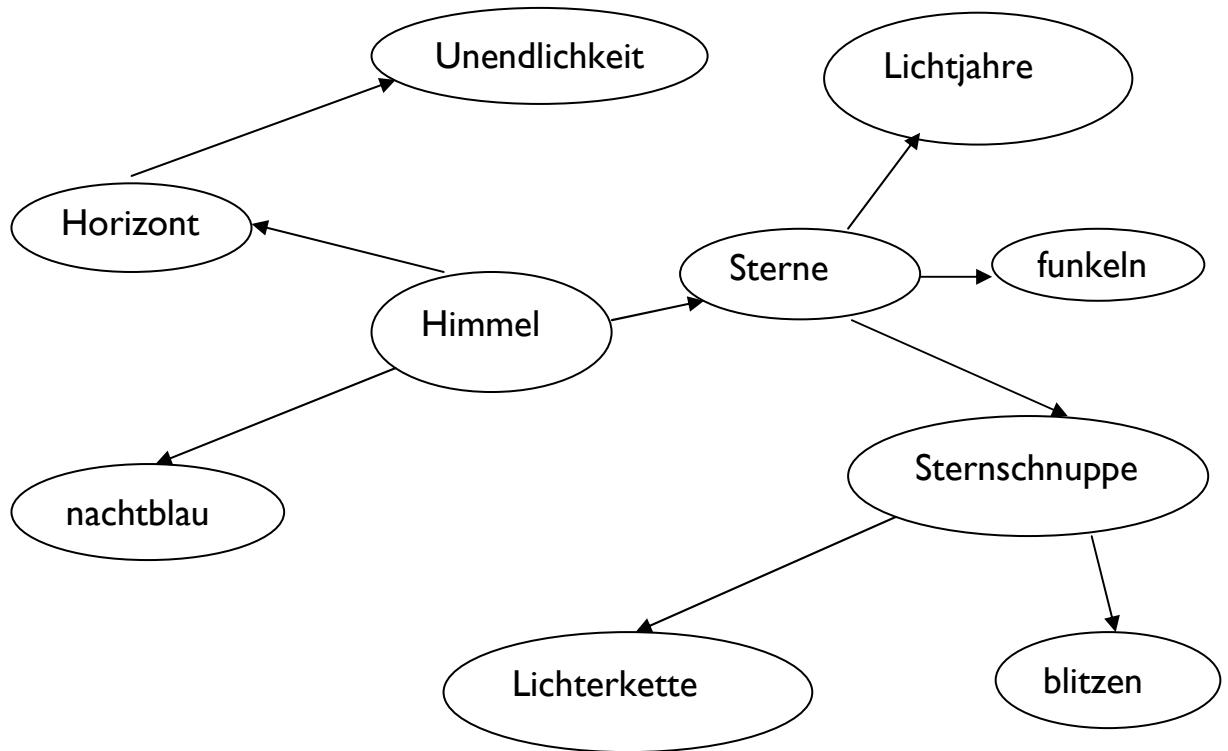 Unendlichkeit
Lichtjahre
Horizont
Sterne
funkeln
Himmel
Sternschnuppe
nachtblau
Lichterkette
blitzen